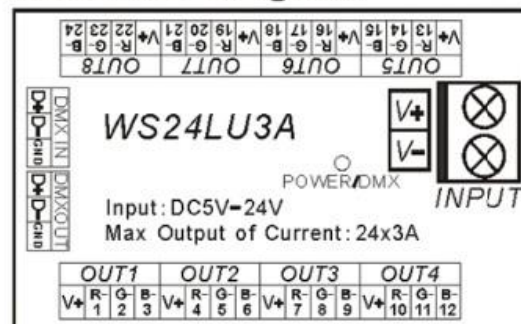 V+ R- 13 G- 14 B- 15 V+ R- 16 G- 17 B- 18 V+ R- 19 G- 20 B- 21 V+ R- 22 G- 23 B- 24
OUT5 OUT6 OUT7 OUT8
D+ D- GND DMX IN
D+ D- GND DMXOUT
WS24LU3A
V+
V-
INPUT
POWER/DMX
Input:DC5V-24V
Max Output of Current:24x3A
OUT1 OUT2 OUT3 OUT4
V+ R- 1 G- 2 B- 3 V+ R- 4 G- 5 B- 6 V+ R- 7 G- 8 B- 9 V+ R- 10 G- 11 B- 12